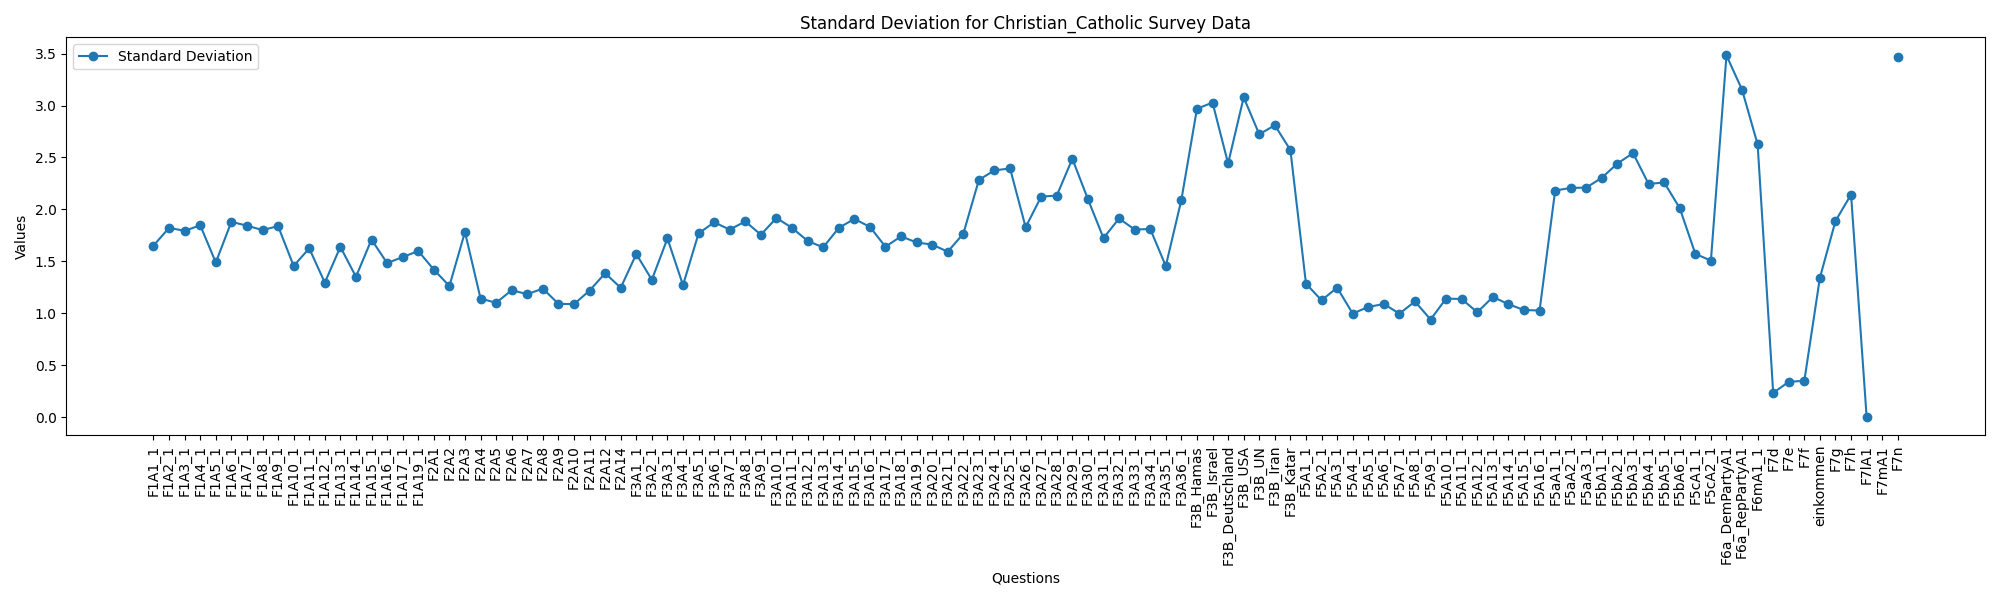 Standard Deviation for Christian_Catholic Survey Data
Standard Deviation
Values
3.5
3.0
2.5
2.0
1.5
1.0
0.5
0.0
F1A1_1
F1A2_1
F1A3_1
F1A4_1
F1A5_1
F1A6_1
F1A7_1
F1A8_1
F1A9_1
F1A10_1
F1A11_1
F1A12_1
F1A13_1
F1A14_1
F1A15_1
F1A16_1
F1A17_1
F1A19_1
F2A1
F2A2
F2A3
F2A4
F2A5
F2A6
F2A7
F2A8
F2A9
F2A10
F2A11
F2A12
F2A14
F3A1_1
F3A2_1
F3A3_1
F3A4_1
F3A5_1
F3A6_1
F3A7_1
F3A8_1
F3A9_1
F3A10_1
F3A11_1
F3A12_1
F3A13_1
F3A14_1
F3A15_1
F3A16_1
F3A17_1
F3A18_1
F3A19_1
F3A20_1
F3A21_1
F3A22_1
F3A23_1
F3A24_1
F3A25_1
F3A26_1
F3A27_1
F3A28_1
F3A29_1
F3A30_1
F3A31_1
F3A32_1
F3A33_1
F3A34_1
F3A35_1
F3A36_1
F3B_Hamas
F3B_Israel
F3B_Deutschland
F3B_USA
F3B_UN
F3B_Iran
F3B_Katar
F5A1_1
F5A2_1
F5A3_1
F5A4_1
F5A5_1
F5A6_1
F5A7_1
F5A8_1
F5A9_1
F5A10_1
F5A11_1
F5A12_1
F5A13_1
F5A14_1
F5A15_1
F5A16_1
F5aA1_1
F5aA2_1
F5aA3_1
F5bA1_1
F5bA2_1
F5bA3_1
F5bA4_1
F5bA5_1
F5bA6_1
F5cA1_1
F5cA2_1
F6a_DemPartyA1
F6a_RepPartyA1
F6mA1_1
F7d
F7e
F7f
einkommen
F7g
F7h
F7lA1
F7mA1
F7n
Questions